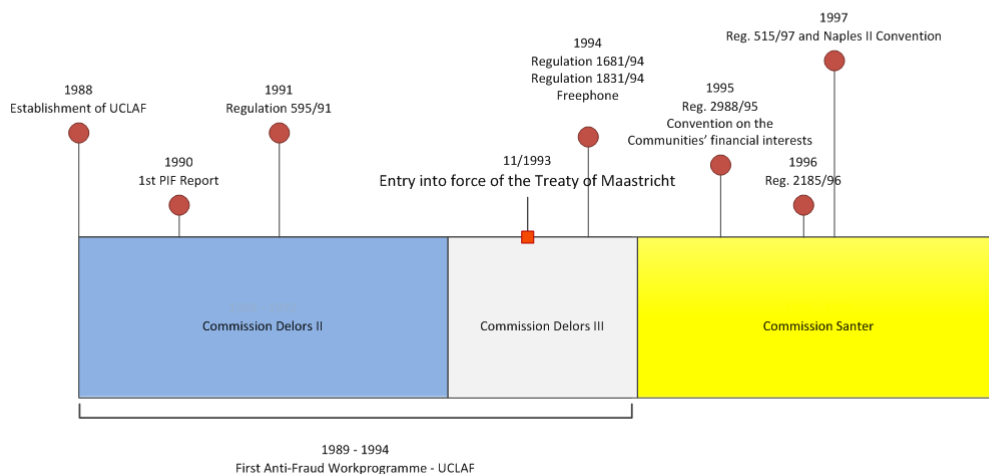 1997
Reg. 515/97 and Naples II Convention
1994
Regulation 1681/94
Regulation 1831/94
Freephone
1988
Establishment of UCLAF
1991
Regulation 595/91
1995
Reg. 2988/95
Convention on the
Communities’ financial interests
1990
1st PIF Report
11/1993
Entry into force of the Treaty of Maastricht
1996
Reg. 2185/96
Commission Delors II
Commission Delors III
Commission Santer
1989 - 1994
First Anti-Fraud Workprogramme - UCLAF